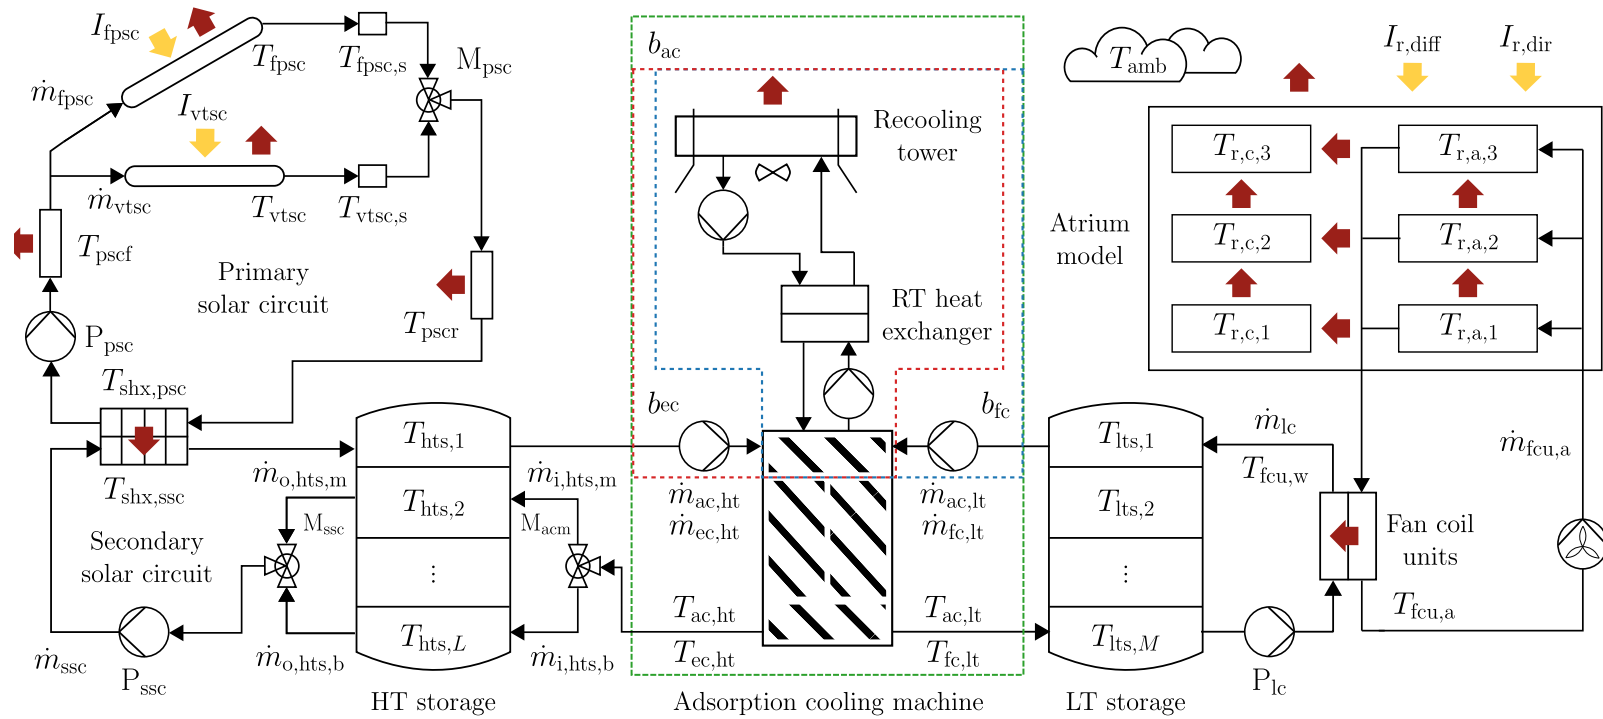 I_fpsc
T_fpsc
T_fpsc,s
M_psc
ṁ_fpsc
I_vtsc
ṁ_vtsc
T_vtsc
T_vtsc,s
T_pscf
Primary
solar circuit
T_pscr
P_psc
T_shx,psc
T_shx,ssc
Secondary
solar circuit
ṁ_ssc
P_ssc
ṁ_o,hts,m
M_ssc
ṁ_o,hts,b
T_hts,1
T_hts,2
⋮
T_hts,L
HT storage
ṁ_i,hts,m
M_acm
ṁ_i,hts,b
b_ac
Recooling
tower
RT heat
exchanger
b_ec
b_fc
ṁ_ac,ht
ṁ_ec,ht
ṁ_ac,lt
ṁ_fc,lt
T_ac,ht
T_ec,ht
T_ac,lt
T_fc,lt
Adsorption cooling machine
T_lts,1
T_lts,2
⋮
T_lts,M
LT storage
T_amb
I_r,diff
I_r,dir
Atrium
model
T_r,c,3
T_r,a,3
T_r,c,2
T_r,a,2
T_r,c,1
T_r,a,1
ṁ_lc
T_fcu,w
ṁ_fcu,a
Fan coil
units
T_fcu,a
P_lc